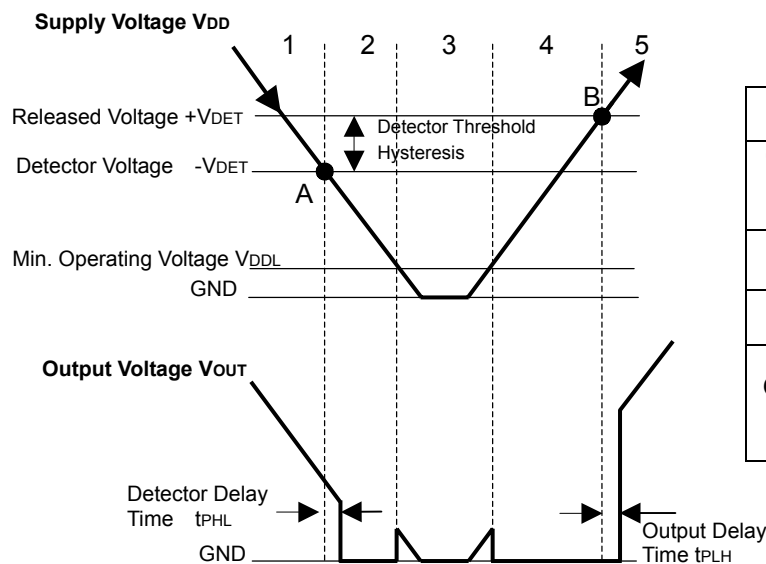 Supply Voltage VDD
1 2 3 4 5
Released Voltage +VDET
B
Detector Threshold
Hysteresis
Detector Voltage -VDET
A
Min. Operating Voltage VDDL
GND
Output Voltage VOUT
Detector Delay
Time tPHL
Output Delay
Time tPLH
GND